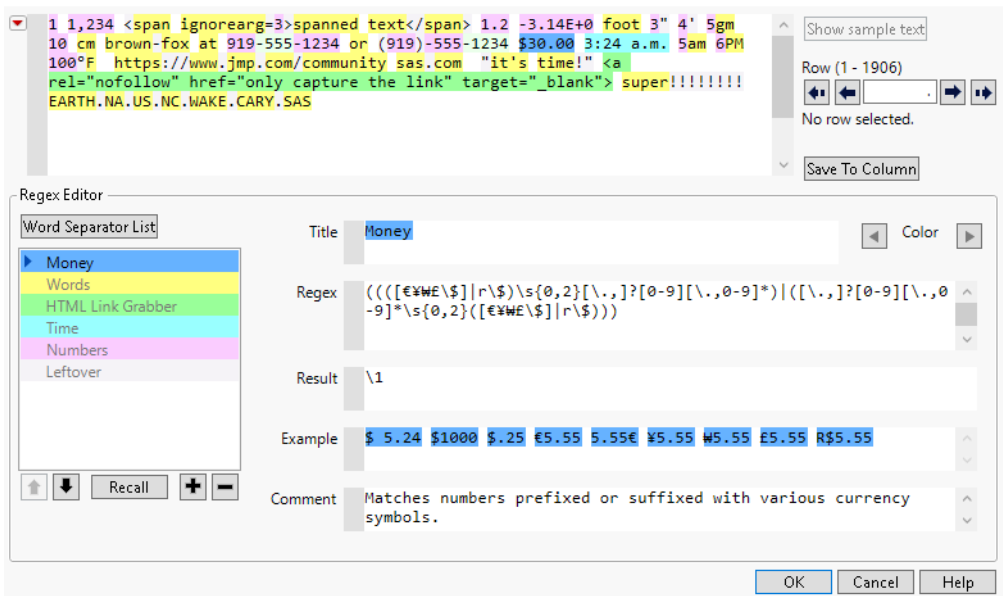 1 1,234 <span ignorearg=3>spanned text</span> 1.2 -3.14E+0 foot 3" 4' 5gm
10 cm brown-fox at 919-555-1234 or (919)-555-1234 $30.00 3:24 a.m. 5am 6PM
100°F  https://www.jmp.com/community sas.com  "it's time!" <a
rel="nofollow" href="only capture the link" target="_blank"> super!!!!!!!!
EARTH.NA.US.NC.WAKE.CARY.SAS
Show sample text
Row (1 - 1906)
.
No row selected.
Save To Column
Regex Editor
Word Separator List
Money
Words
HTML Link Grabber
Time
Numbers
Leftover
Recall
Title
Money
Color
Regex
((([€¥₩£\$]|r\$)\s{0,2}[\.,]?[0-9][\.,0-9]*)|([\.,]?[0-9][\.,0
-9]*\s{0,2}([€¥₩£\$]|r\$)))
Result
\1
Example
$ 5.24 $1000 $.25 €5.55 5.55€ ¥5.55 ₩5.55 £5.55 R$5.55
Comment
Matches numbers prefixed or suffixed with various currency
symbols.
OK
Cancel
Help